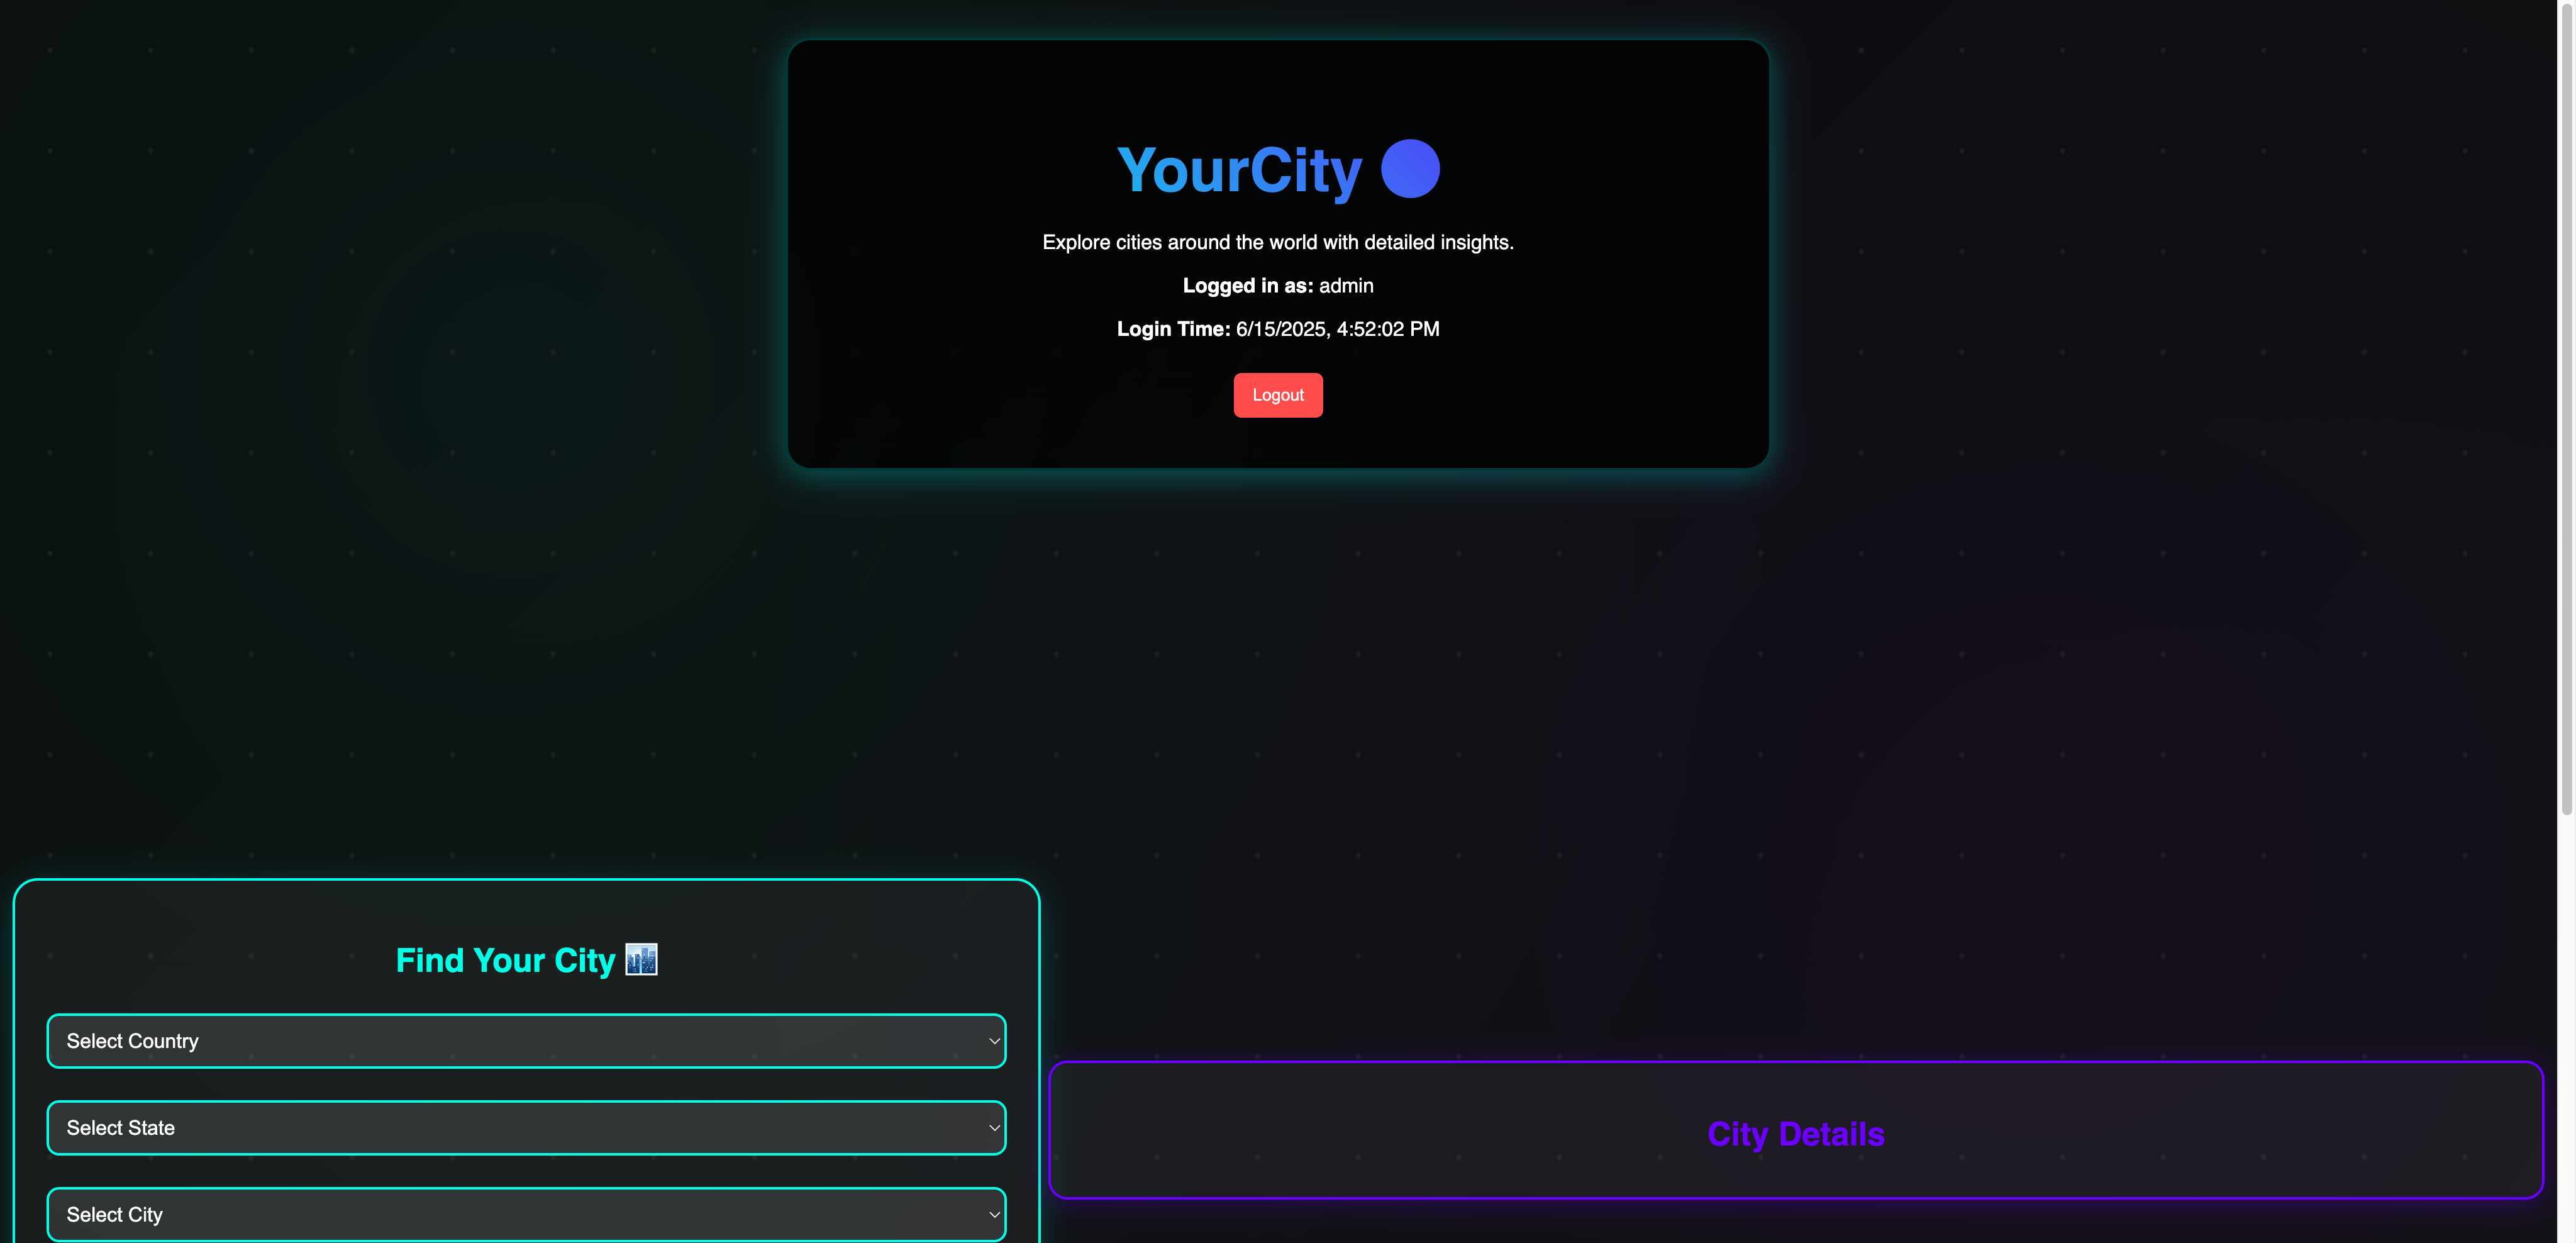 YourCity
Explore cities around the world with detailed insights.
Logged in as: admin
Login Time: 6/15/2025, 4:52:02 PM
Logout
Find Your City
Select Country
Select State
Select City
City Details